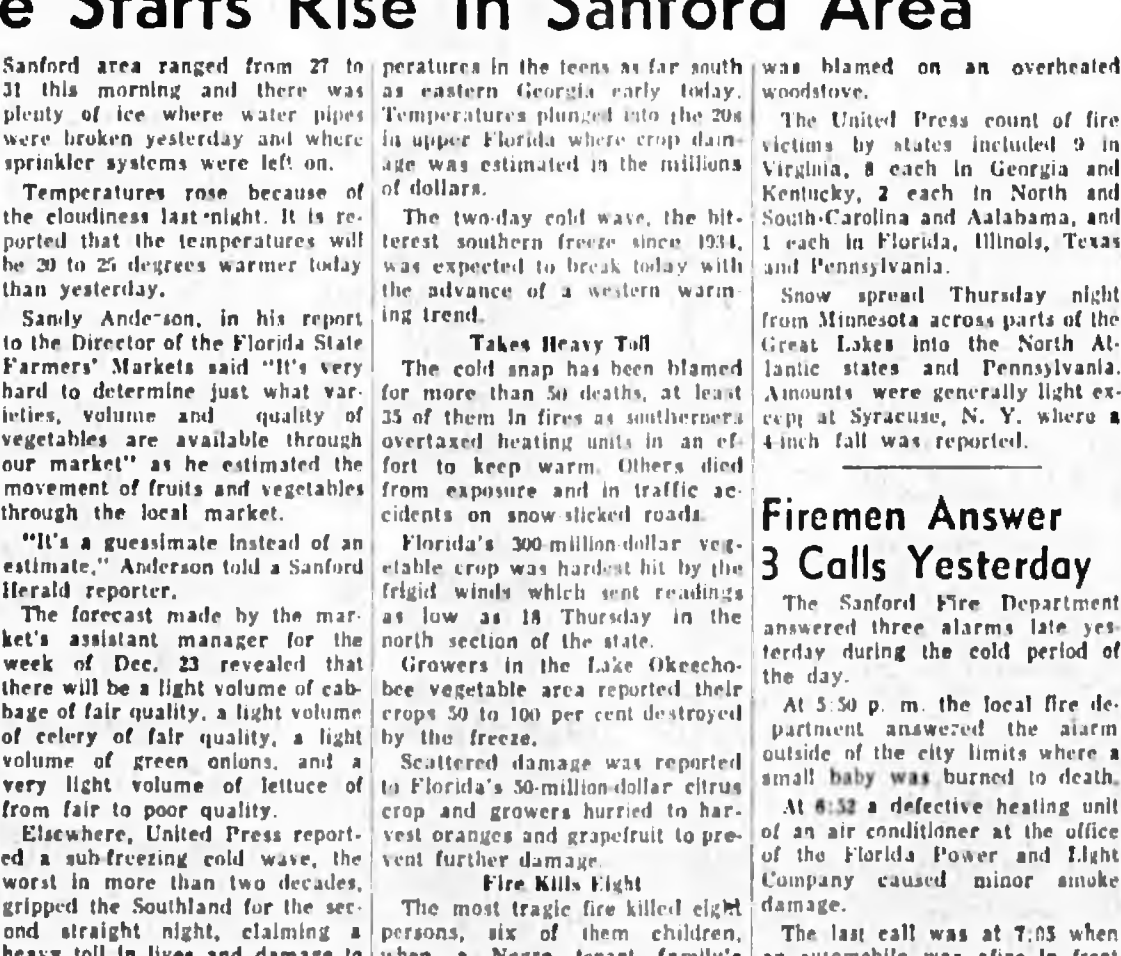 e Starts Rise In Sanford Area
Sanford area ranged from 27 to
31 this morning and there was
plenty of ice where water pipes
were broken yesterday and where
sprinkler systems were left on.
Temperatures rose because of
the cloudiness last night. It is re-
ported that the temperatures will
be 20 to 25 degrees warmer today
than yesterday.
Sandy Anderson, in his report
to the Director of the Florida State
Farmers' Markets said "It's very
hard to determine just what var-
ieties, volume and quality of
vegetables are available through
our market" as he estimated the
movement of fruits and vegetables
through the local market.
"It's a guessimate instead of an
estimate," Anderson told a Sanford
Herald reporter.
The forecast made by the mar-
ket's assistant manager for the
week of Dec. 23 revealed that
there will be a light volume of cab-
bage of fair quality, a light volume
of celery of fair quality, a light
volume of green onions, and a
very light volume of lettuce of
from fair to poor quality.
Elsewhere, United Press report-
ed a sub-freezing cold wave, the
worst in more than two decades,
gripped the Southland for the sec-
ond straight night, claiming a
heavy toll in lives and damage to
peratures in the teens as far south
as eastern Georgia early today.
Temperatures plunged into the 20s
in upper Florida where crop dam-
age was estimated in the millions
of dollars.
The two-day cold wave, the bit-
terest southern freeze since 1934,
was expected to break today with
the advance of a western warm-
ing trend.
Takes Heavy Toll
The cold snap has been blamed
for more than 50 deaths, at least
35 of them in fires as southerners
overtaxed heating units in an ef-
fort to keep warm. Others died
from exposure and in traffic ac-
cidents on snow-slicked roads.
Florida's 300-million-dollar veg-
etable crop was hardest hit by the
frigid winds which sent readings
as low as 18 Thursday in the
north section of the state.
Growers in the Lake Okeecho-
bee vegetable area reported their
crops 50 to 100 per cent destroyed
by the freeze.
Scattered damage was reported
to Florida's 50-million-dollar citrus
crop and growers hurried to har-
vest oranges and grapefruit to pre-
vent further damage.
Fire Kills Eight
The most tragic fire killed eight
persons, six of them children,
when a Negro tenant family's
was blamed on an overheated
woodstove.
The United Press count of fire
victims by states included 9 in
Virginia, 8 each in Georgia and
Kentucky, 2 each in North and
South-Carolina and Aalabama, and
1 each in Florida, Illinois, Texas
and Pennsylvania.
Snow spread Thursday night
from Minnesota across parts of the
Great Lakes into the North At-
lantic states and Pennsylvania.
Amounts were generally light ex-
cept at Syracuse, N. Y. where a
4-inch fall was reported.
Firemen Answer
3 Calls Yesterday
The Sanford Fire Department
answered three alarms late yes-
terday during the cold period of
the day.
At 5:50 p. m. the local fire de-
partment answered the alarm
outside of the city limits where a
small baby was burned to death.
At 6:52 a defective heating unit
of an air conditioner at the office
of the Florida Power and Light
Company caused minor smoke
damage.
The last call was at 7:05 when
an automobile was afire in front